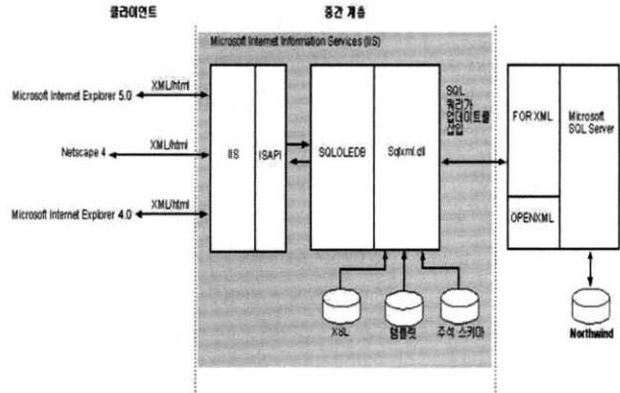 클라이언트
중간 계층
Microsoft Internet Information Services (IIS)
Microsoft Internet Explorer 5.0
XML/html
Netscape 4
XML/html
Microsoft Internet Explorer 4.0
XML/html
IIS
ISAPI
SQLOLEDB
Sqlxml.dll
SQL
쿼리가
업데이트를
삽입
FOR XML
OPENXML
Microsoft
SQL Server
XSL
템플릿
주석 스키마
Northwind